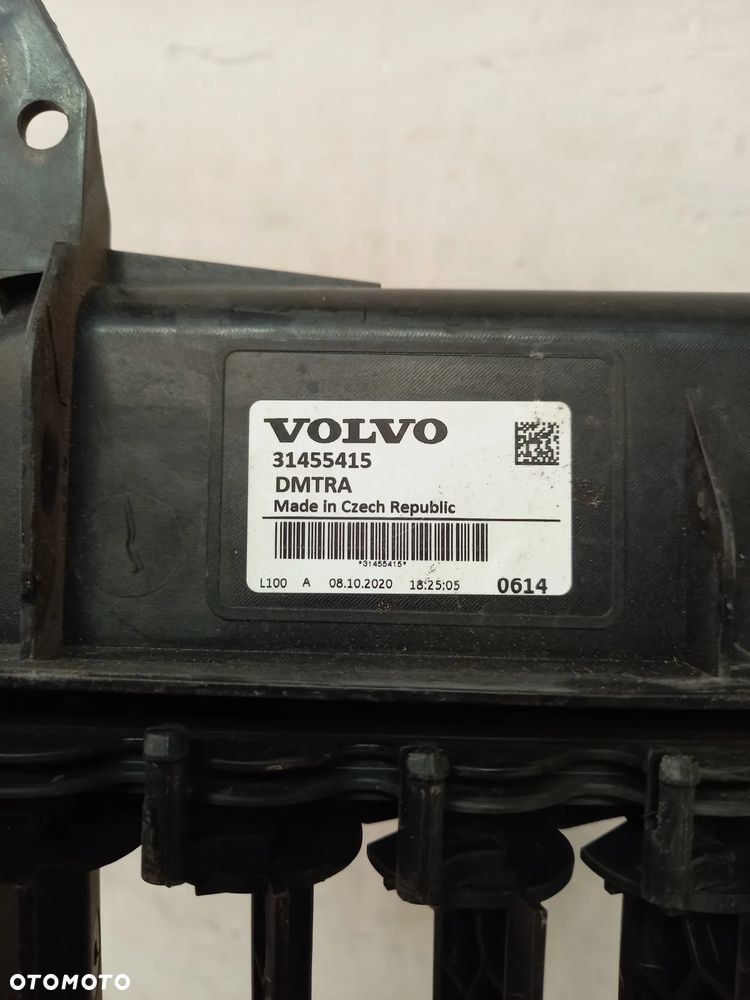 VOLVO
31455415
DMTRA
Made in Czech Republic
*31455415*
L100 A 08.10.2020 18:25:05 0614
OTOMOTO